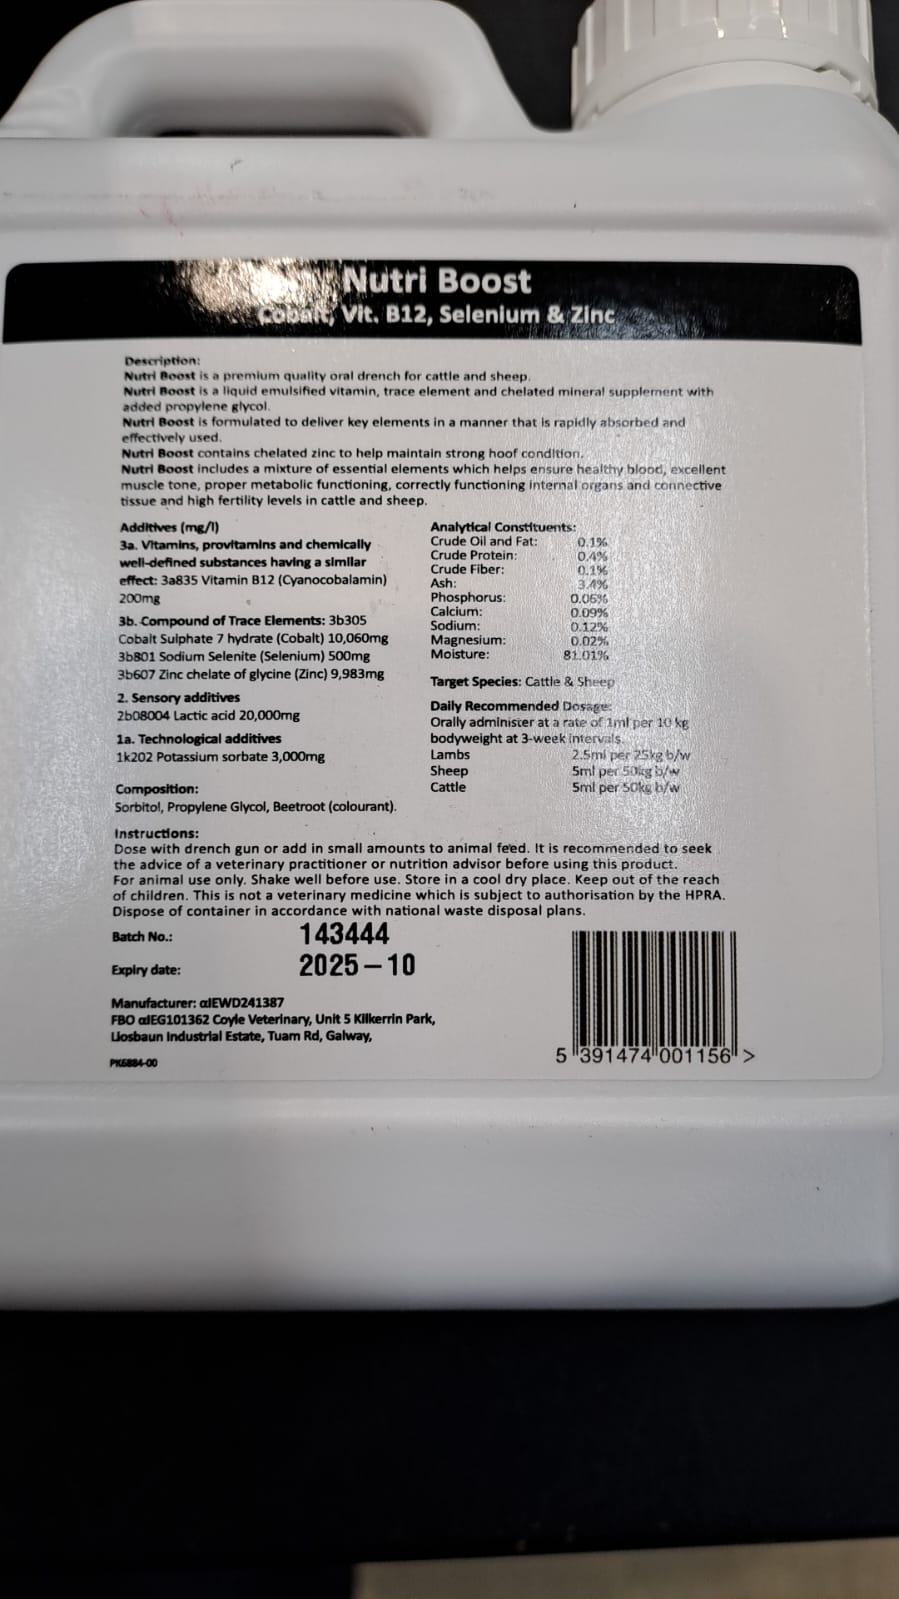 Nutri Boost
Cobalt, Vit. B12, Selenium & Zinc
Description:
Nutri Boost is a premium quality oral drench for cattle and sheep.
Nutri Boost is a liquid emulsified vitamin, trace element and chelated mineral supplement with
added propylene glycol.
Nutri Boost is formulated to deliver key elements in a manner that is rapidly absorbed and
effectively used.
Nutri Boost contains chelated zinc to help maintain strong hoof condition.
Nutri Boost includes a mixture of essential elements which helps ensure healthy blood, excellent
muscle tone, proper metabolic functioning, correctly functioning internal organs and connective
tissue and high fertility levels in cattle and sheep.
Additives (mg/l)
3a. Vitamins, provitamins and chemically
well-defined substances having a similar
effect: 3a835 Vitamin B12 (Cyanocobalamin)
200mg
3b. Compound of Trace Elements: 3b305
Cobalt Sulphate 7 hydrate (Cobalt) 10,060mg
3b801 Sodium Selenite (Selenium) 500mg
3b607 Zinc chelate of glycine (Zinc) 9,983mg
2. Sensory additives
2b08004 Lactic acid 20,000mg
1a. Technological additives
1k202 Potassium sorbate 3,000mg
Composition:
Sorbitol, Propylene Glycol, Beetroot (colourant).
Analytical Constituents:
Crude Oil and Fat: 0.1%
Crude Protein: 0.4%
Crude Fiber: 0.1%
Ash: 3.4%
Phosphorus: 0.06%
Calcium: 0.09%
Sodium: 0.12%
Magnesium: 0.02%
Moisture: 81.01%
Target Species: Cattle & Sheep
Daily Recommended Dosage:
Orally administer at a rate of 1ml per 10 kg
bodyweight at 3-week intervals.
Lambs 2.5ml per 25kg b/w
Sheep 5ml per 50kg b/w
Cattle 5ml per 50kg b/w
Instructions:
Dose with drench gun or add in small amounts to animal feed. It is recommended to seek
the advice of a veterinary practitioner or nutrition advisor before using this product.
For animal use only. Shake well before use. Store in a cool dry place. Keep out of the reach
of children. This is not a veterinary medicine which is subject to authorisation by the HPRA.
Dispose of container in accordance with national waste disposal plans.
Batch No.: 143444
Expiry date: 2025-10
Manufacturer: αIEWD241387
FBO αIEG101362 Coyle Veterinary, Unit 5 Kilkerrin Park,
Liosbaun Industrial Estate, Tuam Rd, Galway,
PK6884-00
5 391474 001156 >